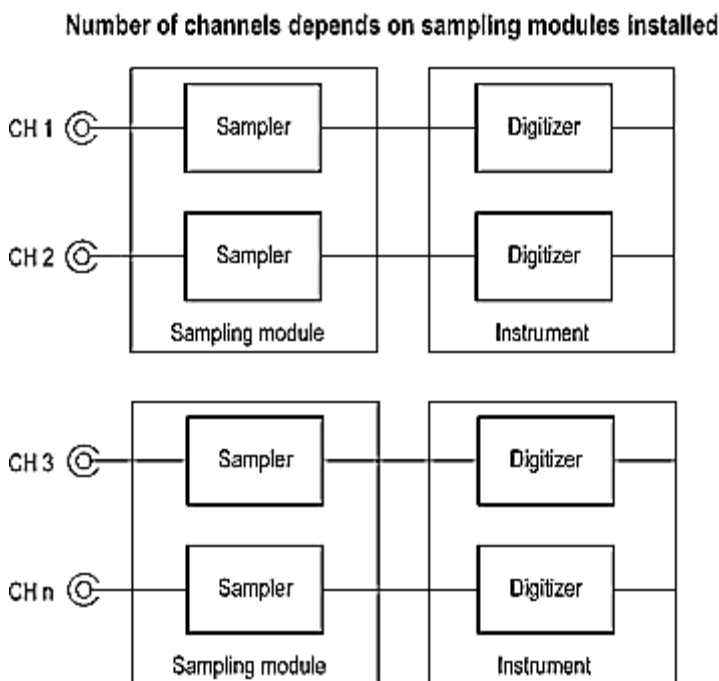 Number of channels depends on sampling modules installed
CH 1
Sampler
Digitizer
CH 2
Sampler
Digitizer
Sampling module
Instrument
CH 3
Sampler
Digitizer
CH n
Sampler
Digitizer
Sampling module
Instrument